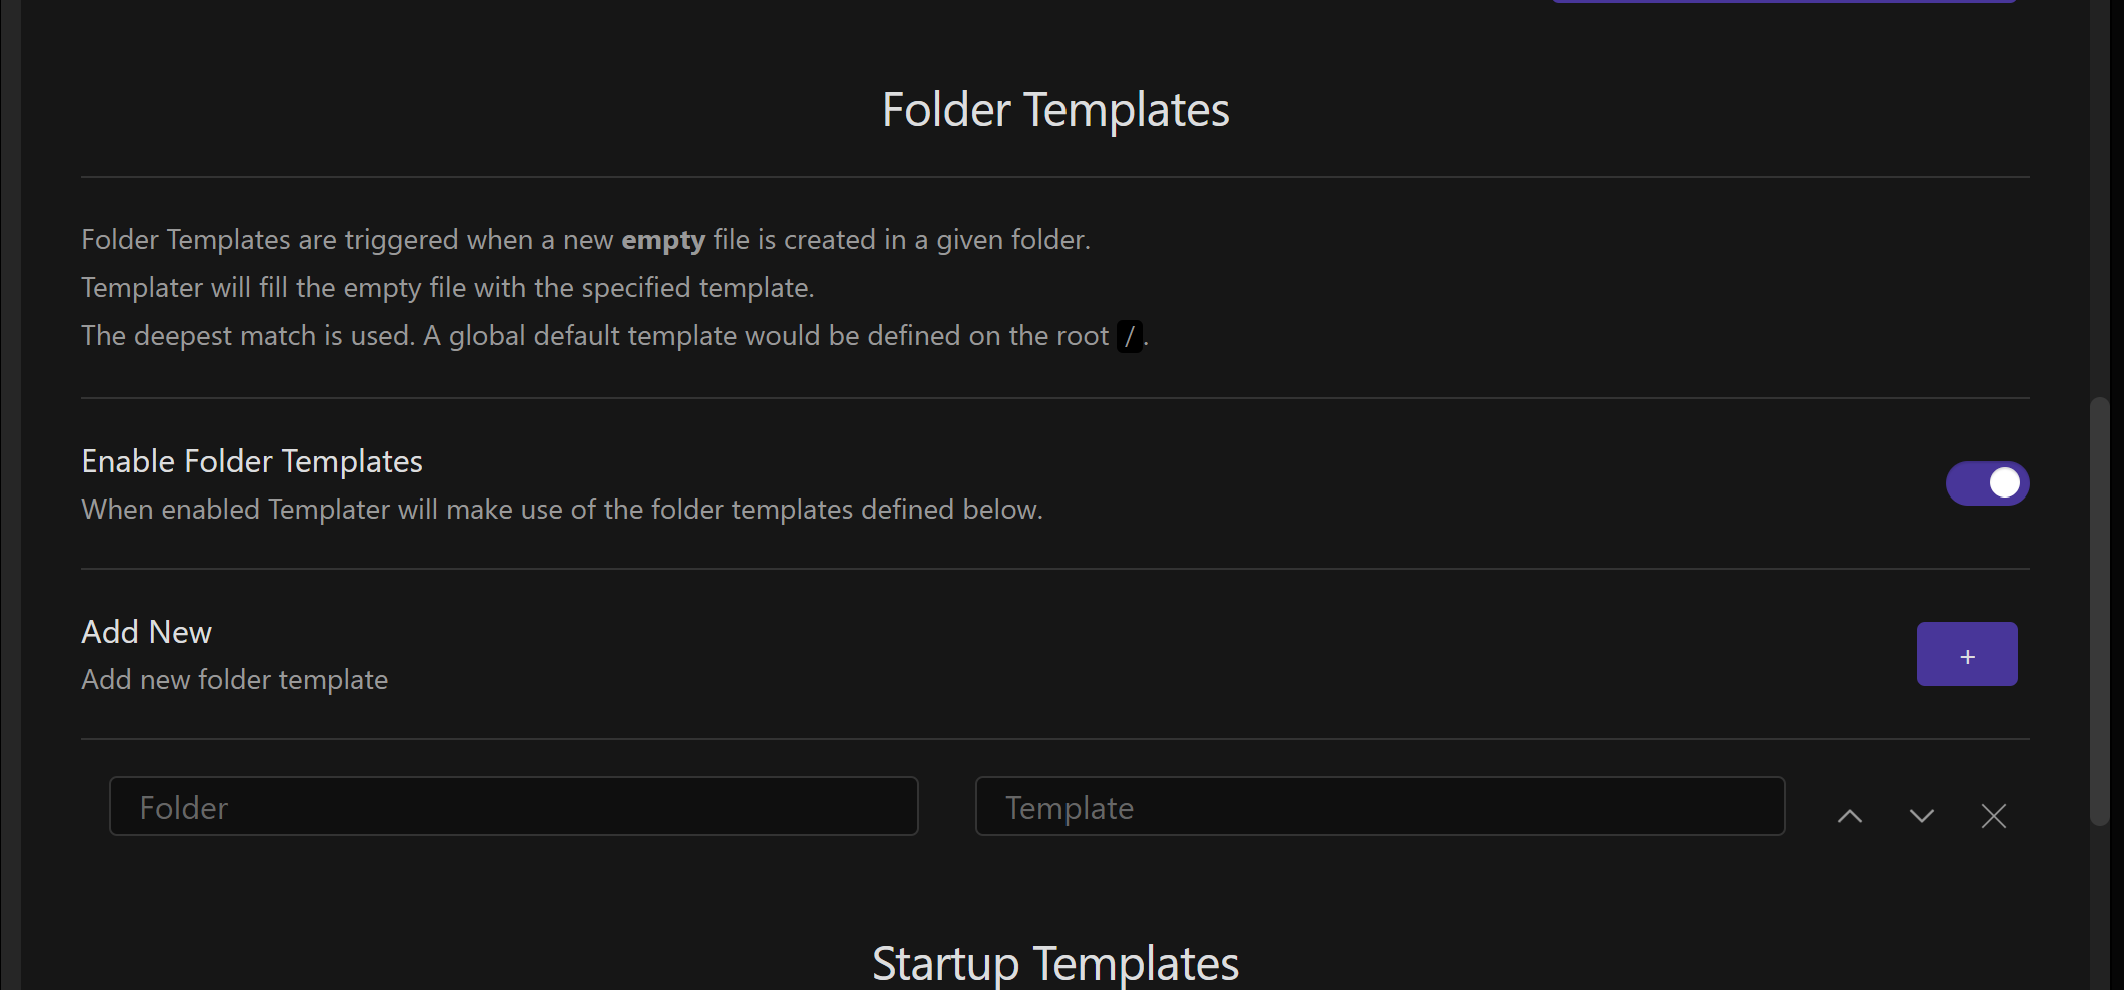 Folder Templates
Folder Templates are triggered when a new empty file is created in a given folder.
Templater will fill the empty file with the specified template.
The deepest match is used. A global default template would be defined on the root /.
Enable Folder Templates
When enabled Templater will make use of the folder templates defined below.
Add New
Add new folder template
+
Folder
Template
Startup Templates